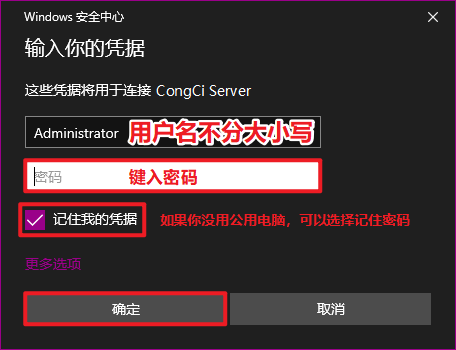 Windows 安全中心
输入你的凭据
这些凭据将用于连接 CongCi Server
Administrator 用户名不分大小写
密码 键入密码
记住我的凭据 如果你没用公用电脑，可以选择记住密码
更多选项
确定 取消